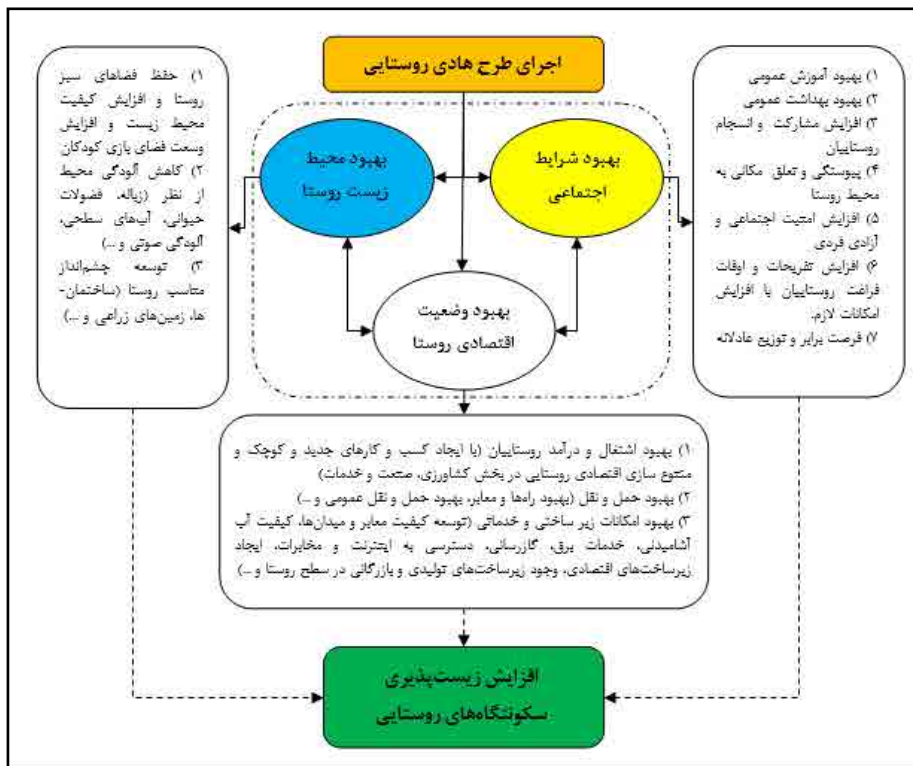 اجرای طرح هادی روستایی
بهبود شرایط
اجتماعی
بهبود محیط
زیست روستا
بهبود وضعیت
اقتصادی روستا
۱) بهبود آموزش عمومی
۲) بهبود بهداشت عمومی
۳) افزایش مشارکت و انسجام
روستاییان
۴) پیوستگی و تعلق مکانی به
محیط روستا
۵) افزایش امنیت اجتماعی و
آزادی فردی
۶) افزایش تفریحات و اوقات
فراغت روستاییان با افزایش
امکانات لازم.
۷) فرصت برابر و توزیع عادلانه
۱) حفظ فضاهای سبز
روستا و افزایش کیفیت
محیط زیست و افزایش
وسعت فضای بازی کودکان
۲) کاهش آلودگی محیط
از نظر (زباله، فضولات
حیوانی، آب‌های سطحی،
آلودگی صوتی و ...)
۳) توسعه چشم‌انداز
مناسب روستا (ساختمان-
ها، زمین‌های زراعی و ...)
۱) بهبود اشتغال و درآمد روستاییان (با ایجاد کسب و کارهای جدید و کوچک و
متنوع سازی اقتصادی روستایی در بخش کشاورزی، صنعت و خدمات)
۲) بهبود حمل و نقل (بهبود راه‌ها و معابر، بهبود حمل و نقل عمومی و ...)
۳) بهبود امکانات زیر ساختی و خدماتی (توسعه کیفیت معابر و میدان‌ها، کیفیت آب
آشامیدنی، خدمات برق، گازرسانی، دسترسی به اینترنت و مخابرات، ایجاد
زیرساخت‌های اقتصادی، وجود زیرساخت‌های تولیدی و بازرگانی در سطح روستا و ...)
افزایش زیست‌پذیری
سکونتگاه‌های روستایی